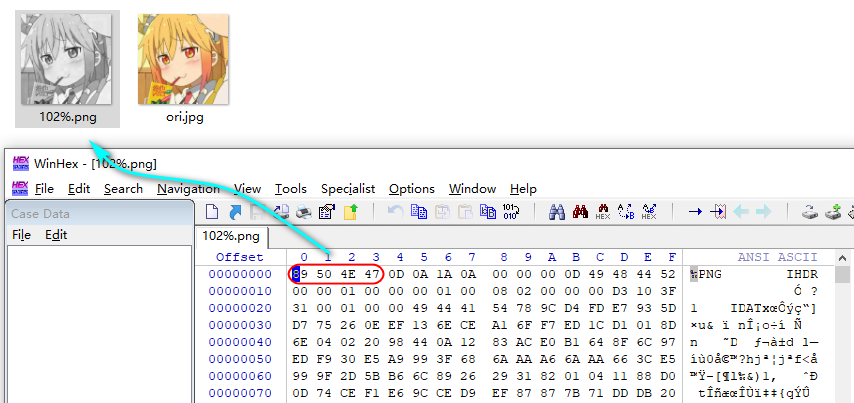 102%.png ori.jpg
WinHex - [102%.png]
File Edit Search Navigation View Tools Specialist Options Window Help
Case Data
File Edit
102%.png
Offset 0 1 2 3 4 5 6 7 8 9 A B C D E F ANSI ASCII
00000000 89 50 4E 47 0D 0A 1A 0A 00 00 00 0D 49 48 44 52 ‰PNG IHDR
00000010 00 00 01 00 00 00 01 00 08 02 00 00 00 D3 10 3F Ó ?
00000020 31 00 01 00 00 49 44 41 54 78 9C D4 FD E7 93 5D 1 IDATxœÔýç“]
00000030 D7 75 26 0E EF 13 6E CE A1 6F F7 ED 1C D1 01 8D ×u& ï nÎ¡o÷í Ñ
00000040 6E 04 02 20 98 44 0A 12 83 AC E0 B1 64 8F 6C 97 n ˜D ƒ¬à±d l—
00000050 ED F9 30 E5 A9 99 3F 68 6A AA A6 6A AA 66 3C E5 íù0å©™?hjª¦jªf<å
00000060 99 9F 2D 5B B6 6C 89 26 29 31 82 01 04 11 88 D0 ™Ÿ-[¶l‰&)1‚ ˆÐ
00000070 0D 74 CE F1 E6 9C CE D9 EF 87 87 7B 71 DD DB 20 tÎñæœÎÙï‡‡{qÝÛ